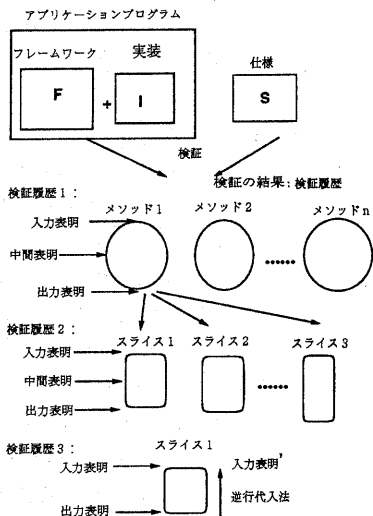 アプリケーションプログラム
フレームワーク 実装
仕様
F + I
S
検証
検証の結果：検証履歴
検証履歴1：
メソッド1 メソッド2 メソッドn
入力表明
中間表明
......
出力表明
検証履歴2：
スライス1 スライス2 スライス3
入力表明
中間表明
......
出力表明
検証履歴3：
スライス1
入力表明 入力表明'
逆行代入法
出力表明